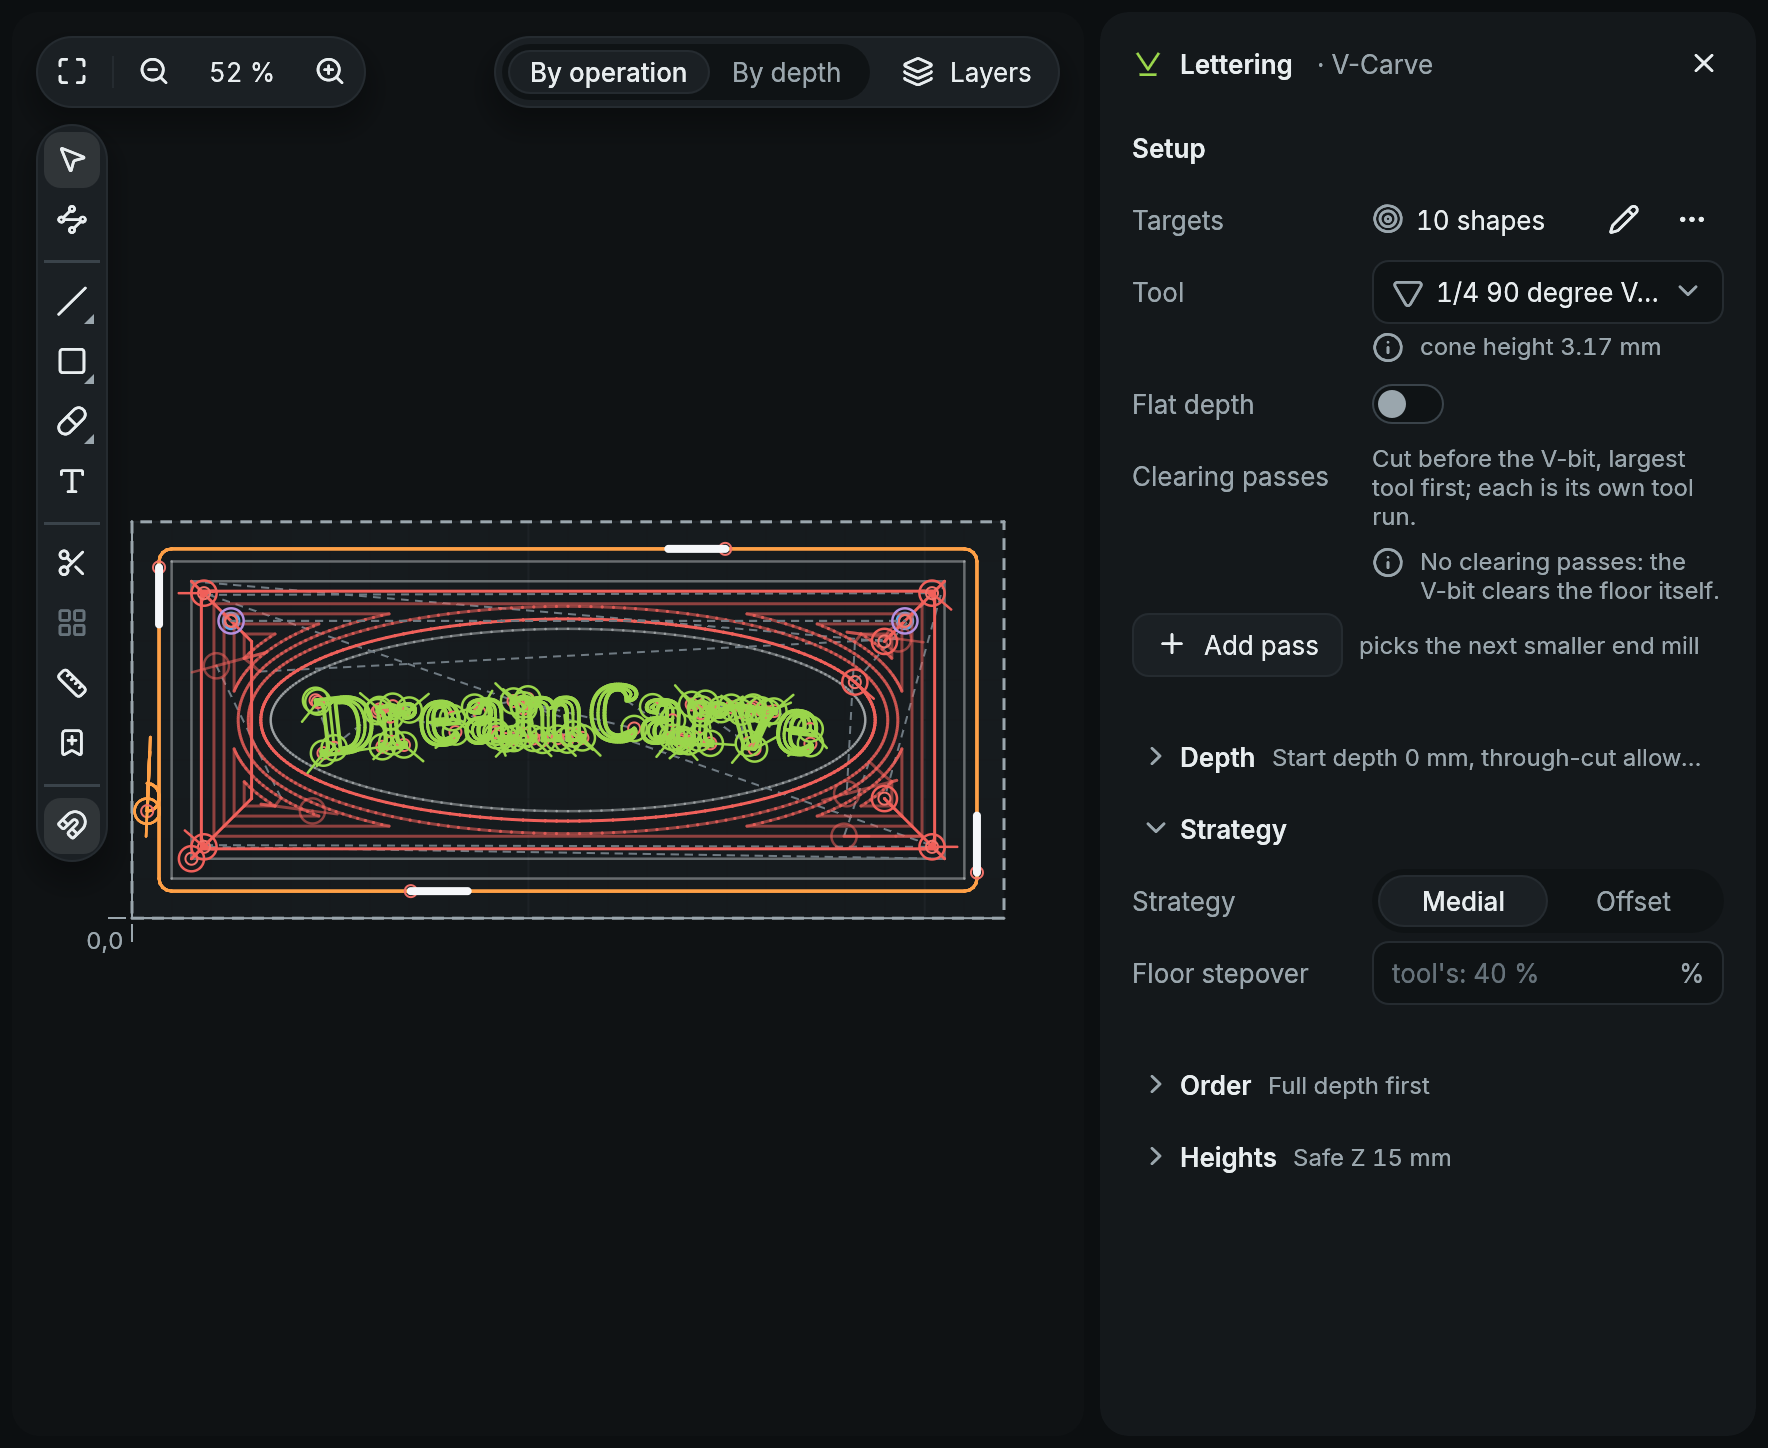 52 %
By operation
By depth
Layers
DreamCarve
0,0
Lettering · V-Carve
Setup
Targets
10 shapes
Tool
1/4 90 degree V...
cone height 3.17 mm
Flat depth
Clearing passes
Cut before the V-bit, largest
tool first; each is its own tool
run.
No clearing passes: the
V-bit clears the floor itself.
Add pass
picks the next smaller end mill
Depth
Start depth 0 mm, through-cut allow...
Strategy
Strategy
Medial
Offset
Floor stepover
tool's: 40 %
%
Order
Full depth first
Heights
Safe Z 15 mm